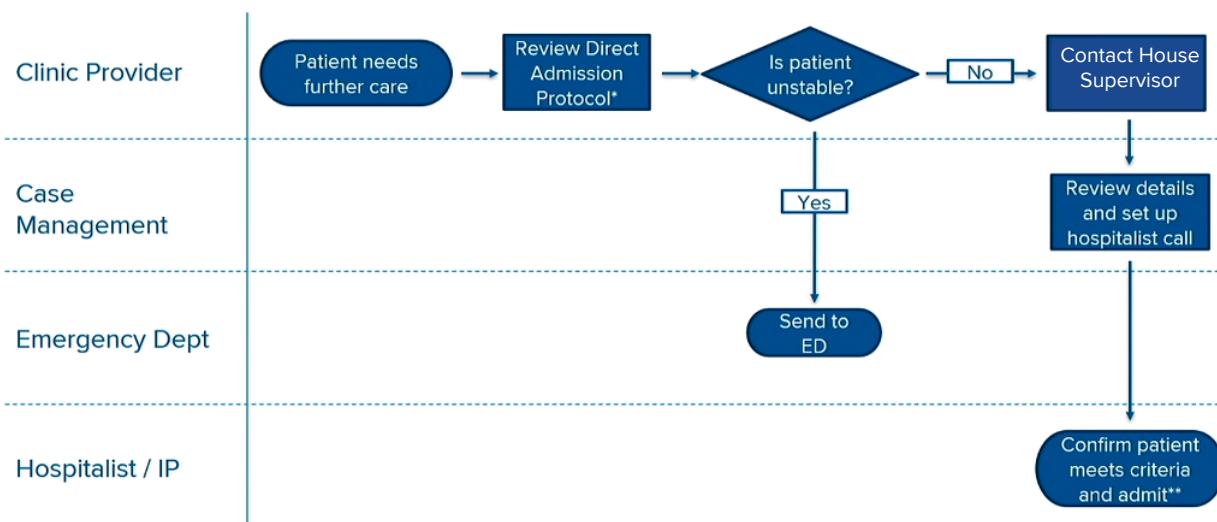 Clinic Provider
Patient needs
further care
Review Direct
Admission
Protocol*
Is patient
unstable?
No
Contact House
Supervisor
Case
Management
Yes
Review details
and set up
hospitalist call
Emergency Dept
Send to
ED
Hospitalist / IP
Confirm patient
meets criteria
and admit**